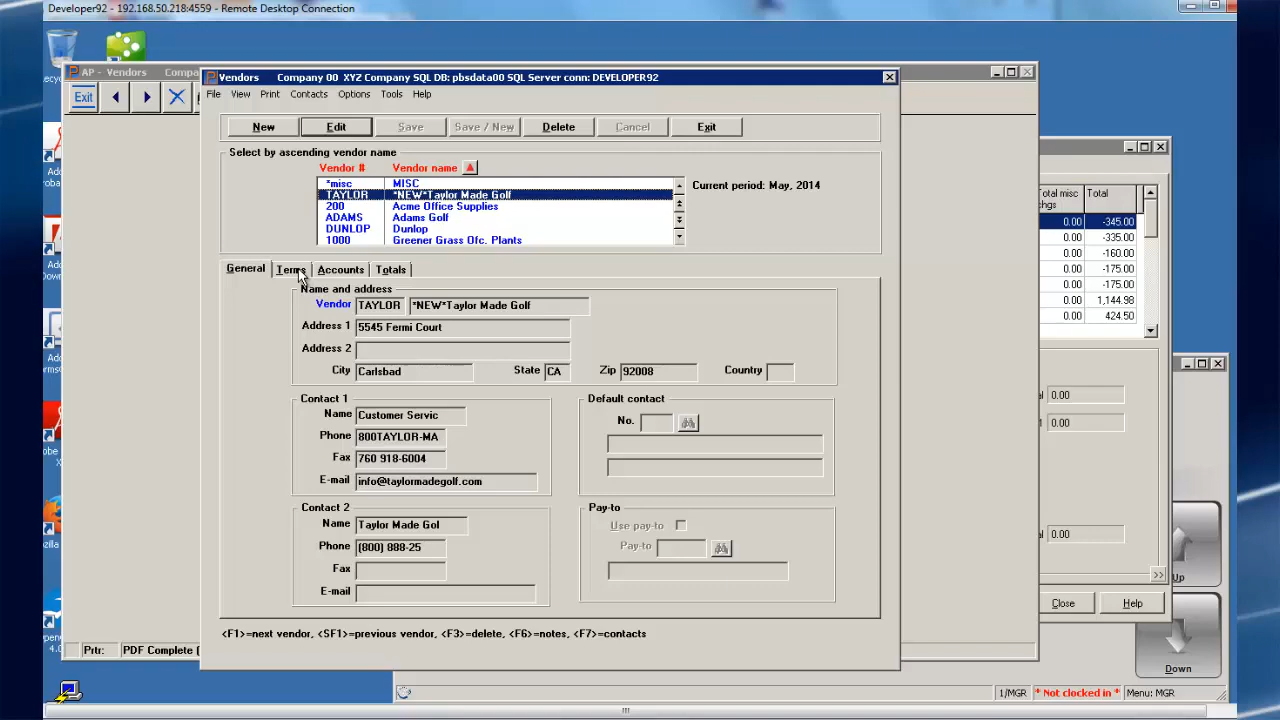 Developer92 - 192.168.50.218:4559 - Remote Desktop Connection
AP - Vendors Compa
Exit
Vendors Company 00 XYZ Company SQL DB: pbsdata00 SQL Server conn: DEVELOPER92
File View Print Contacts Options Tools Help
New Edit Save Save / New Delete Cancel Exit
Select by ascending vendor name
Vendor # Vendor name
*misc MISC
TAYLOR *NEW*Taylor Made Golf
200 Acme Office Supplies
ADAMS Adams Golf
DUNLOP Dunlop
1000 Greener Grass Ofc. Plants
Current period: May, 2014
General Terms Accounts Totals
Name and address
Vendor TAYLOR *NEW*Taylor Made Golf
Address 1 5545 Fermi Court
Address 2
City Carlsbad State CA Zip 92008 Country
Contact 1
Name Customer Servic
Phone 800TAYLOR-MA
Fax 760 918-6004
E-mail info@taylormadegolf.com
Default contact
No.
Contact 2
Name Taylor Made Gol
Phone (800) 888-25
Fax
E-mail
Pay-to
Use pay-to
Pay-to
<F1>=next vendor, <SF1>=previous vendor, <F3>=delete, <F6>=notes, <F7>=contacts
Prtr: PDF Complete (
Total misc chgs Total
0.00 -345.00
0.00 -335.00
0.00 -160.00
0.00 -175.00
0.00 1,144.98
0.00 424.50
0.00
0.00
0.00
>>
Close Help
Up
Down
1/MGR * Not clocked in * Menu: MGR